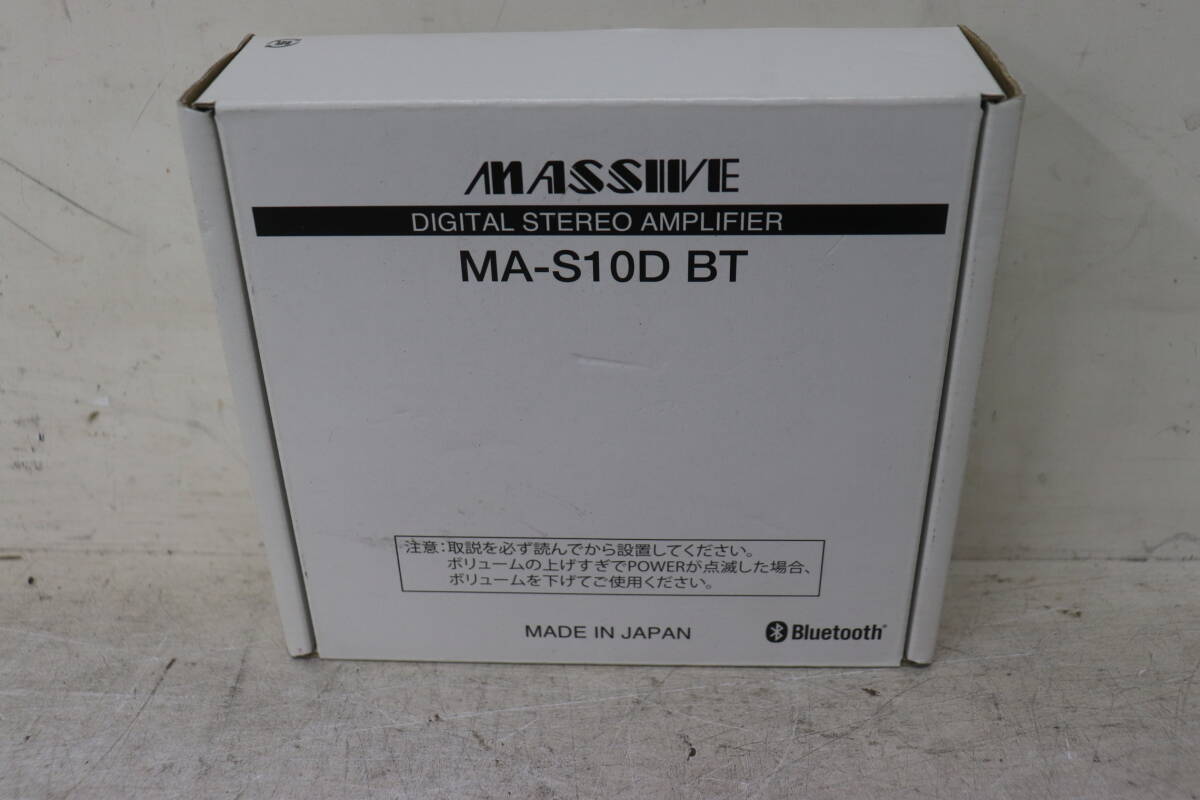 MASSIIVE
DIGITAL STEREO AMPLIFIER
MA-S10D BT
注意：取説を必ず読んでから設置してください。
ボリュームの上げすぎでPOWERが点滅した場合、
ボリュームを下げてご使用ください。
MADE IN JAPAN
Bluetooth®